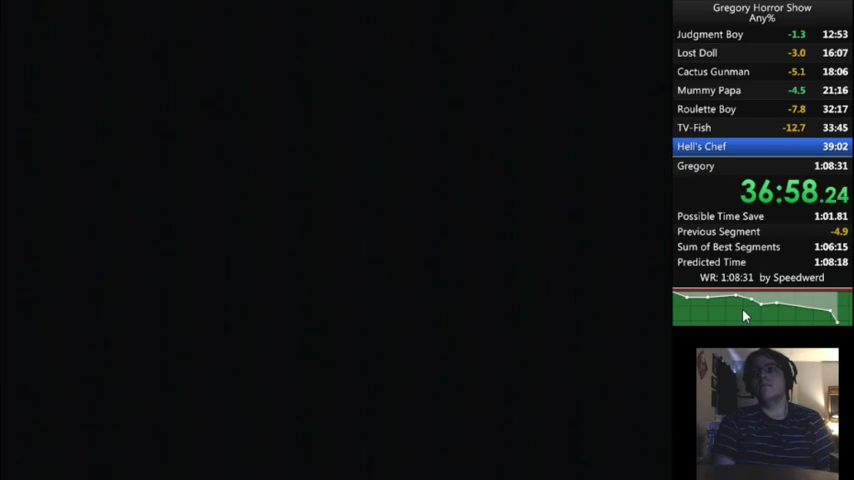 Gregory Horror Show
Any%
Judgment Boy -1.3 12:53
Lost Doll -3.0 16:07
Cactus Gunman -5.1 18:06
Mummy Papa -4.5 21:16
Roulette Boy -7.8 32:17
TV-Fish -12.7 33:45
Hell's Chef 39:02
Gregory 1:08:31
36:58.24
Possible Time Save 1:01.81
Previous Segment -4.9
Sum of Best Segments 1:06:15
Predicted Time 1:08:18
WR: 1:08:31 by Speedwerd